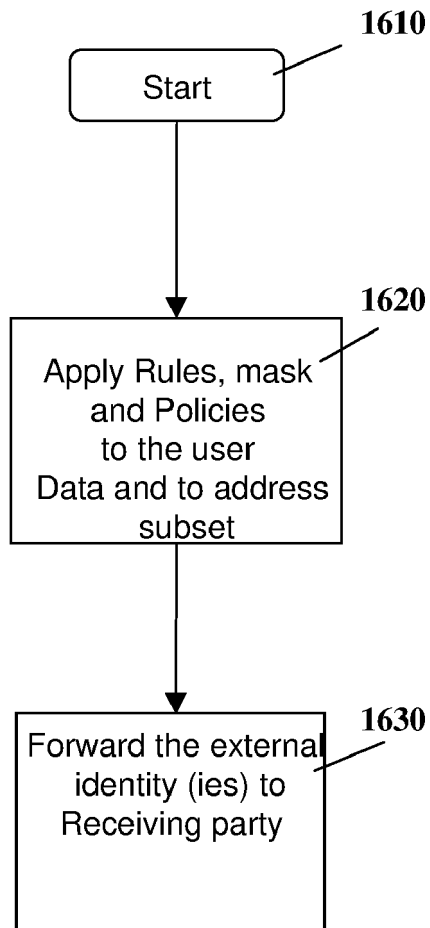 1610
Start
1620
Apply Rules, mask
and Policies
to the user
Data and to address
subset
1630
Forward the external
identity (ies) to
Receiving party